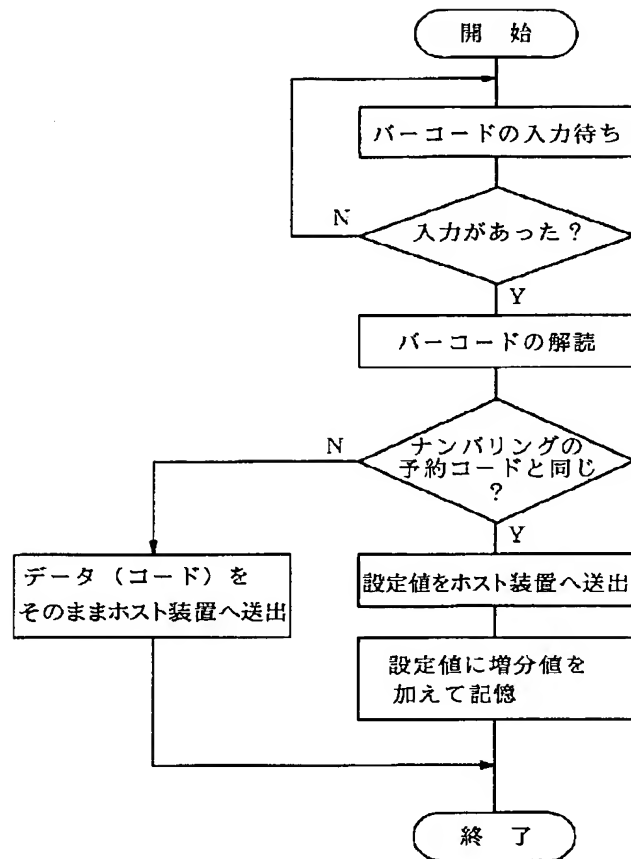 開 始
バーコードの入力待ち
N
入力があった?
Y
バーコードの解読
N
ナンバリングの
予約コードと同じ
?
Y
データ (コード) を
そのままホスト装置へ送出
設定値をホスト装置へ送出
設定値に増分値を
加えて記憶
終 了